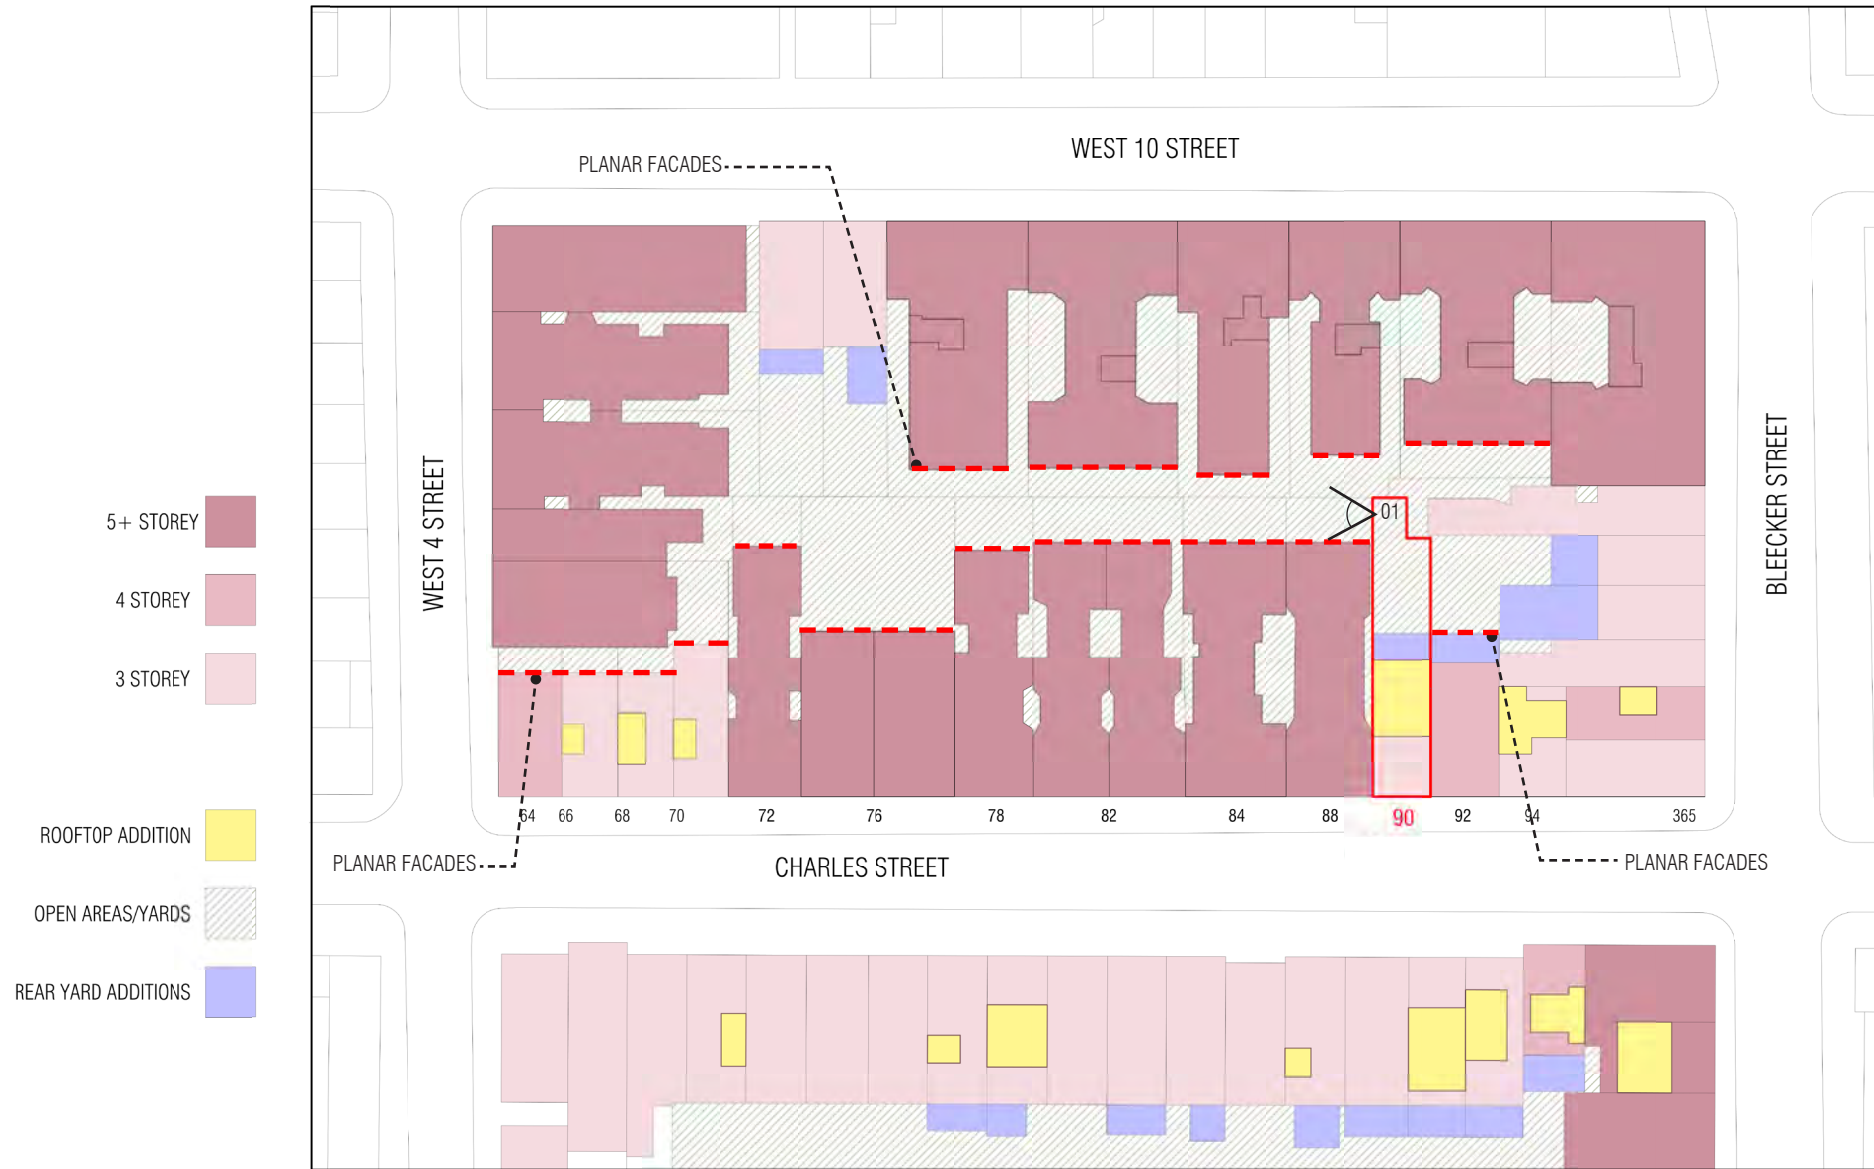 WEST 10 STREET
PLANAR FACADES
WEST 4 STREET
BLEECKER STREET
01
5+ STOREY
4 STOREY
3 STOREY
ROOFTOP ADDITION
OPEN AREAS/YARDS
REAR YARD ADDITIONS
64 66 68 70 72 76 78 82 84 88 90 92 94 365
PLANAR FACADES
CHARLES STREET
PLANAR FACADES